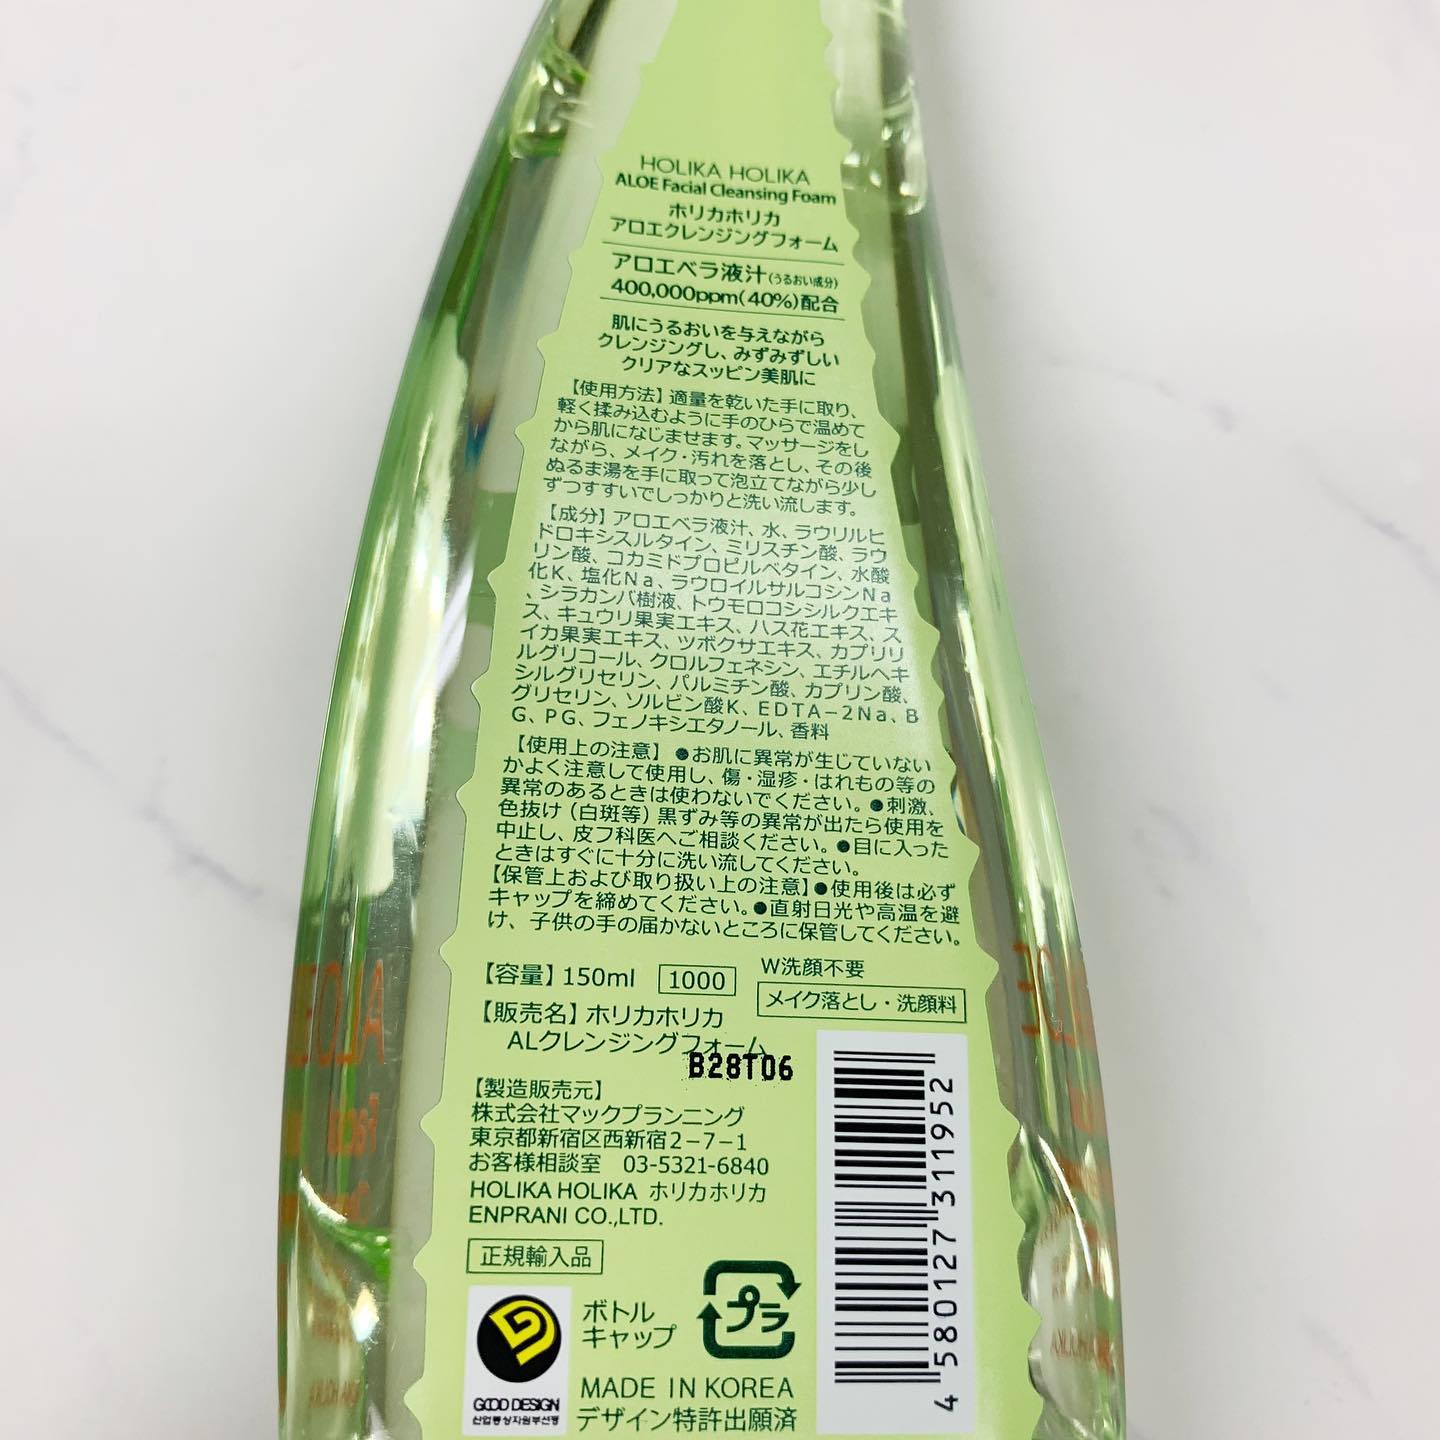 HOLIKA HOLIKA
ALOE Facial Cleansing Foam
ホリカホリカ
アロエクレンジングフォーム
アロエベラ液汁(うるおい成分)
400,000ppm(40%)配合
肌にうるおいを与えながら
クレンジングし、みずみずしい
クリアなスッピン美肌に
【使用方法】適量を乾いた手に取り、
軽く揉み込むように手のひらで温めて
から肌になじませます。マッサージをし
ながら、メイク・汚れを落とし、その後
ぬるま湯を手に取って泡立てながら少し
ずつすすいでしっかりと洗い流します。
【成分】アロエベラ液汁、水、ラウリルヒ
ドロキシスルタイン、ミリスチン酸、ラウ
リン酸、コカミドプロピルベタイン、水酸
化K、塩化Na、ラウロイルサルコシンNa
、シラカンバ樹液、トウモロコシシルクエキ
ス、キュウリ果実エキス、ハス花エキス、ス
イカ果実エキス、ツボクサエキス、カプリリ
ルグリコール、クロルフェネシン、エチルヘキ
シルグリセリン、パルミチン酸、カプリン酸、
グリセリン、ソルビン酸K、EDTA−2Na、B
G、PG、フェノキシエタノール、香料
【使用上の注意】●お肌に異常が生じていない
かよく注意して使用し、傷・湿疹・はれもの等の
異常のあるときは使わないでください。●刺激、
色抜け(白斑等)黒ずみ等の異常が出たら使用を
中止し、皮フ科医へご相談ください。●目に入った
ときはすぐに十分に洗い流してください。
【保管上および取り扱い上の注意】●使用後は必ず
キャップを締めてください。●直射日光や高温を避
け、子供の手の届かないところに保管してください。
【容量】150ml 1000 W洗顔不要
メイク落とし・洗顔料
【販売名】ホリカホリカ
ALクレンジングフォーム
B28T06
【製造販売元】
株式会社マックプランニング
東京都新宿区西新宿2−7−1
お客様相談室 03-5321-6840
HOLIKA HOLIKA ホリカホリカ
ENPRANI CO.,LTD.
正規輸入品
ボトル
キャップ
プラ
GOOD DESIGN
산업통상자원부선정
MADE IN KOREA
デザイン特許出願済
4 580127 311952